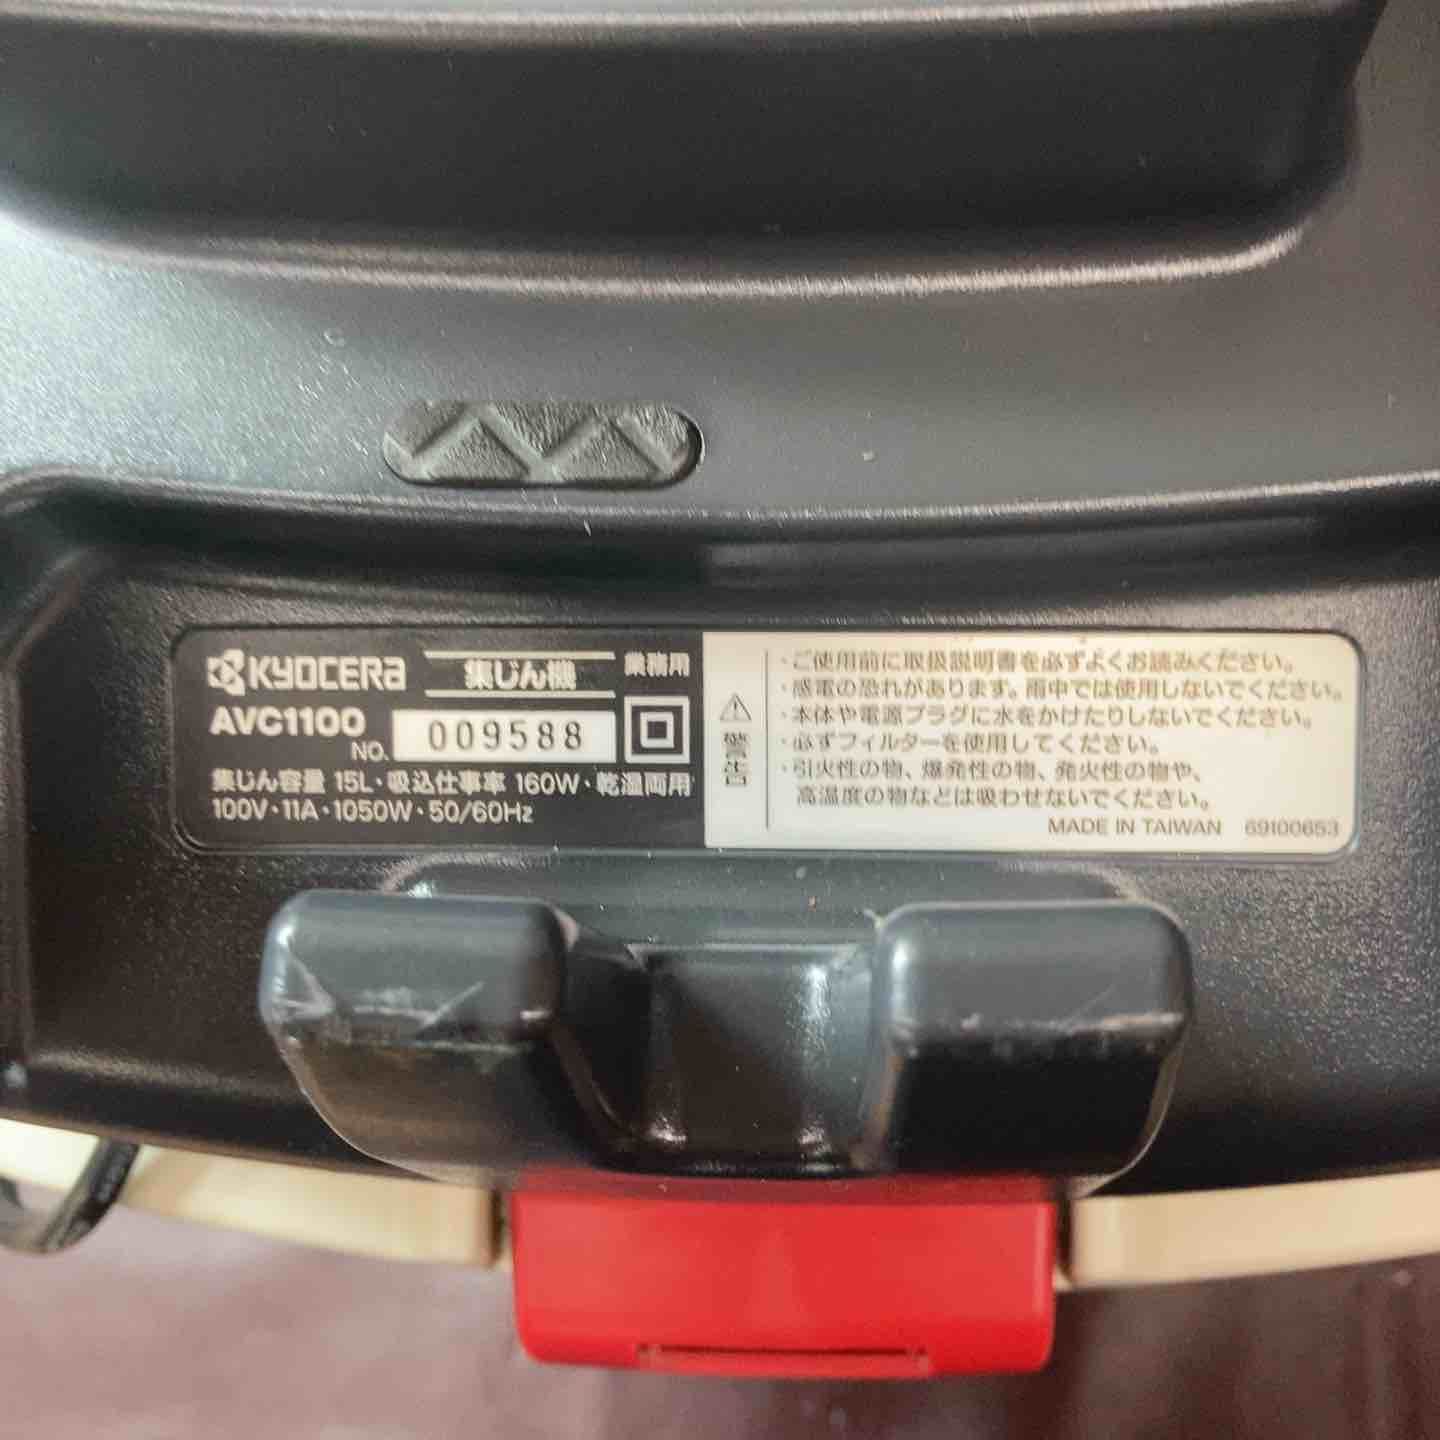 KYOCERA 集じん機 業務用
AVC1100
NO. 009588
集じん容量 15L・吸込仕事率 160W・乾湿両用
100V・11A・1050W・50/60Hz
警告
・ご使用前に取扱説明書を必ずよくお読みください。
・感電の恐れがあります。雨中では使用しないでください。
・本体や電源プラグに水をかけたりしないでください。
・必ずフィルターを使用してください。
・引火性の物、爆発性の物、発火性の物や、
高温度の物などは吸わせないでください。
MADE IN TAIWAN 69100653